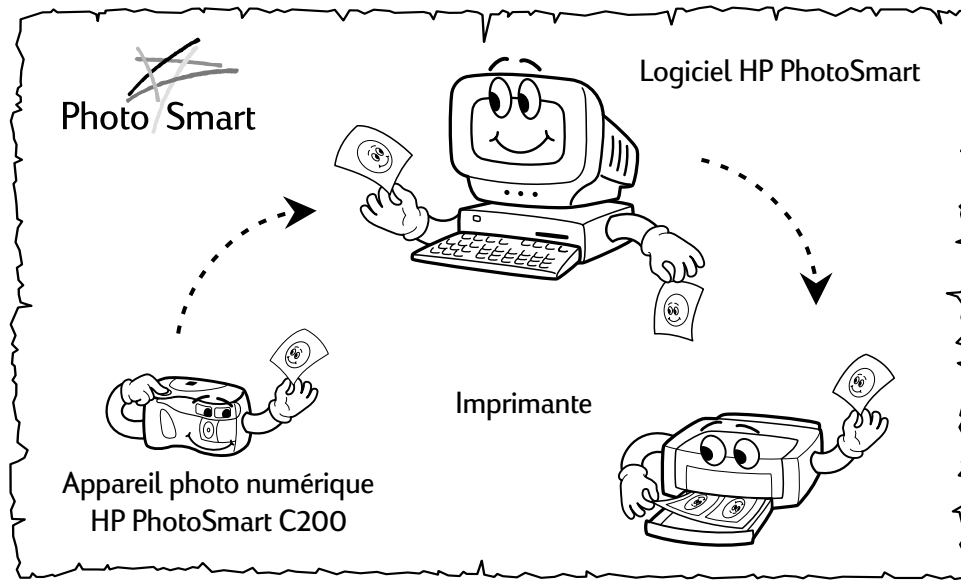 Photo Smart
Logiciel HP PhotoSmart
Imprimante
Appareil photo numérique
HP PhotoSmart C200